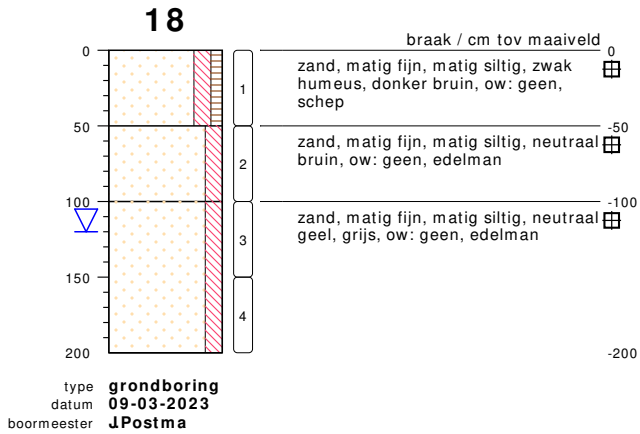 18
braak / cm tov maaiveld
0 0
zand, matig fijn, matig siltig, zwak
humeus, donker bruin, ow: geen,
schep
1
50 -50
zand, matig fijn, matig siltig, neutraal
bruin, ow: geen, edelman
2
100 -100
zand, matig fijn, matig siltig, neutraal
geel, grijs, ow: geen, edelman
3
150
4
200 -200
type grondboring
datum 09-03-2023
boormeester J.Postma